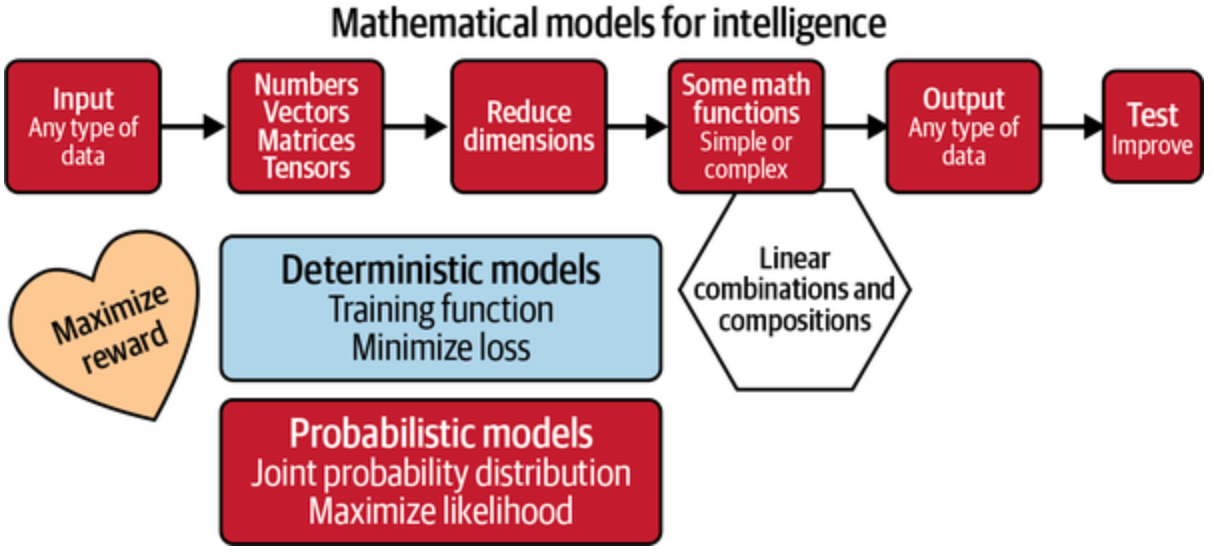 Mathematical models for intelligence
Input
Any type of
data
Numbers
Vectors
Matrices
Tensors
Reduce
dimensions
Some math
functions
Simple or
complex
Output
Any type of
data
Test
Improve
Maximize
reward
Deterministic models
Training function
Minimize loss
Linear
combinations and
compositions
Probabilistic models
Joint probability distribution
Maximize likelihood